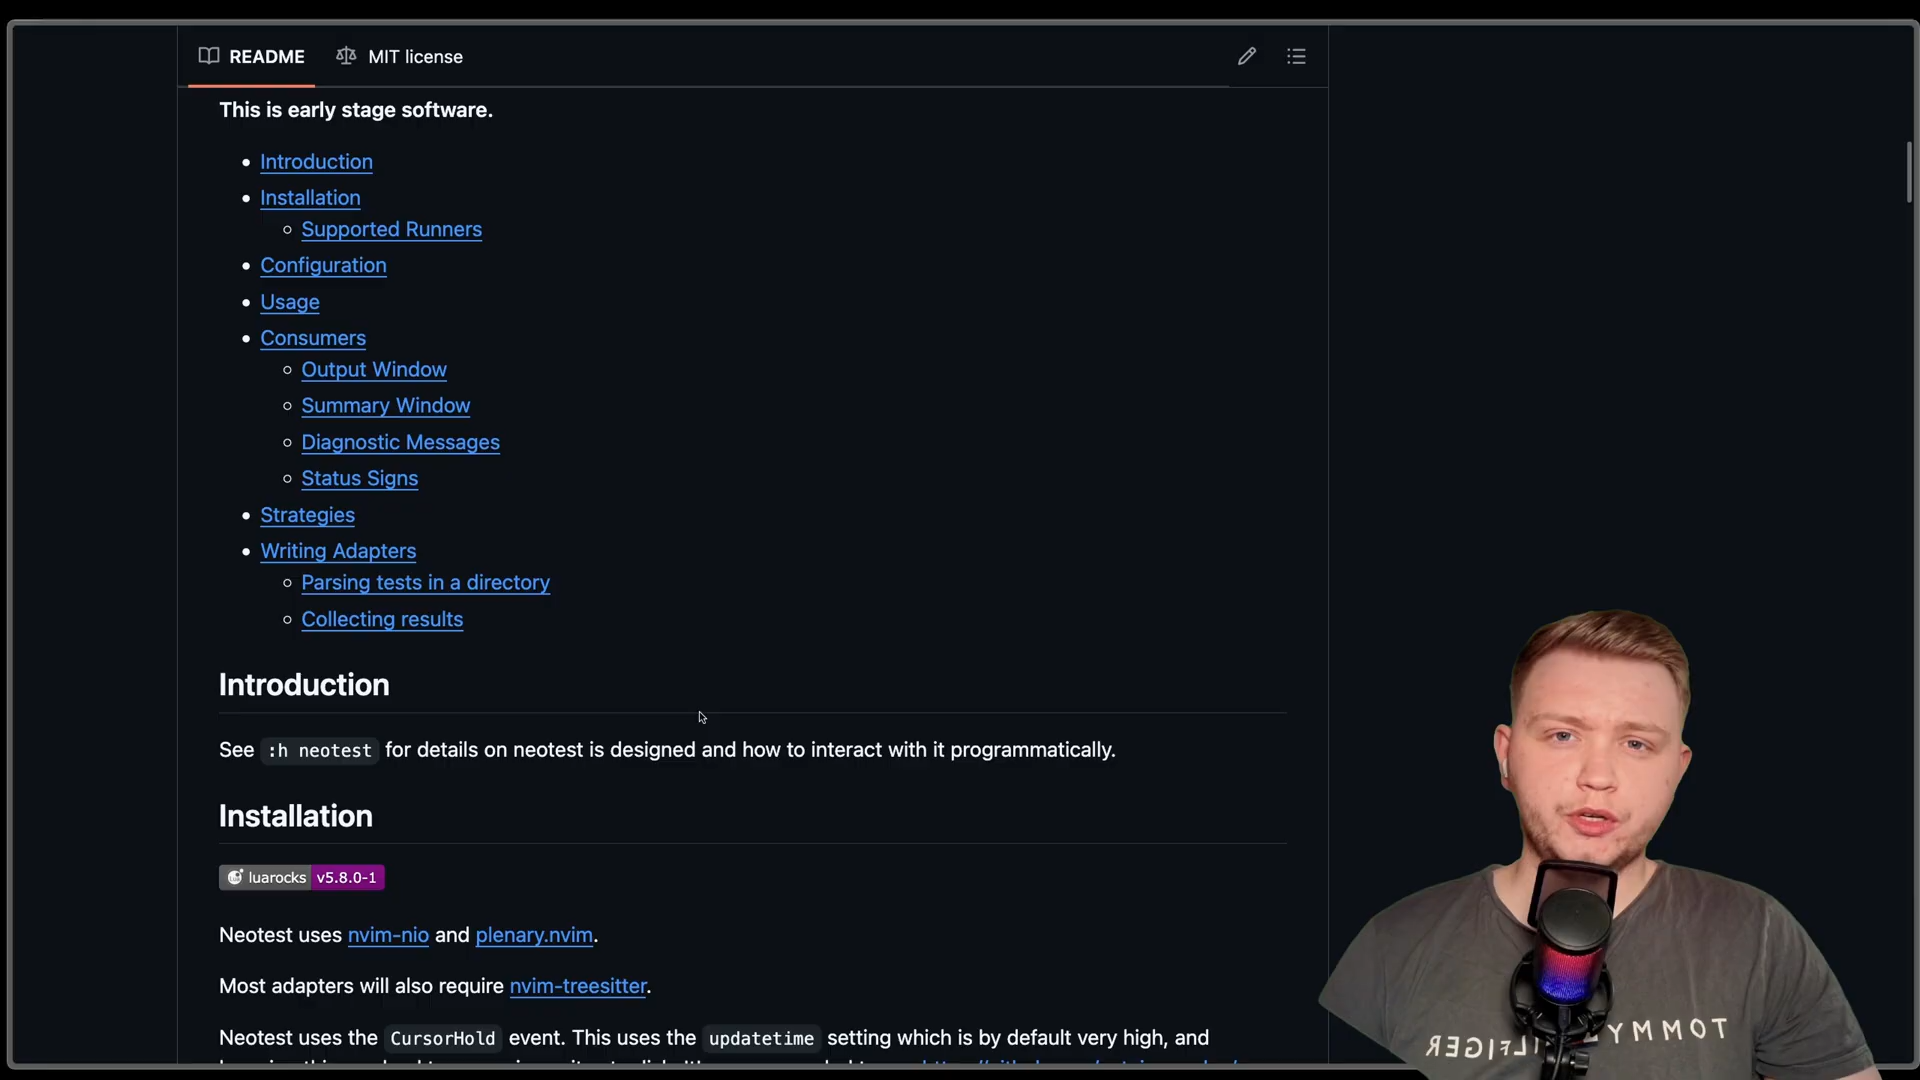 README
MIT license
This is early stage software.
Introduction
Installation
Supported Runners
Configuration
Usage
Consumers
Output Window
Summary Window
Diagnostic Messages
Status Signs
Strategies
Writing Adapters
Parsing tests in a directory
Collecting results
Introduction
See :h neotest for details on neotest is designed and how to interact with it programmatically.
Installation
luarocks v5.8.0-1
Neotest uses nvim-nio and plenary.nvim.
Most adapters will also require nvim-treesitter.
Neotest uses the CursorHold event. This uses the updatetime setting which is by default very high, and
TOMMY